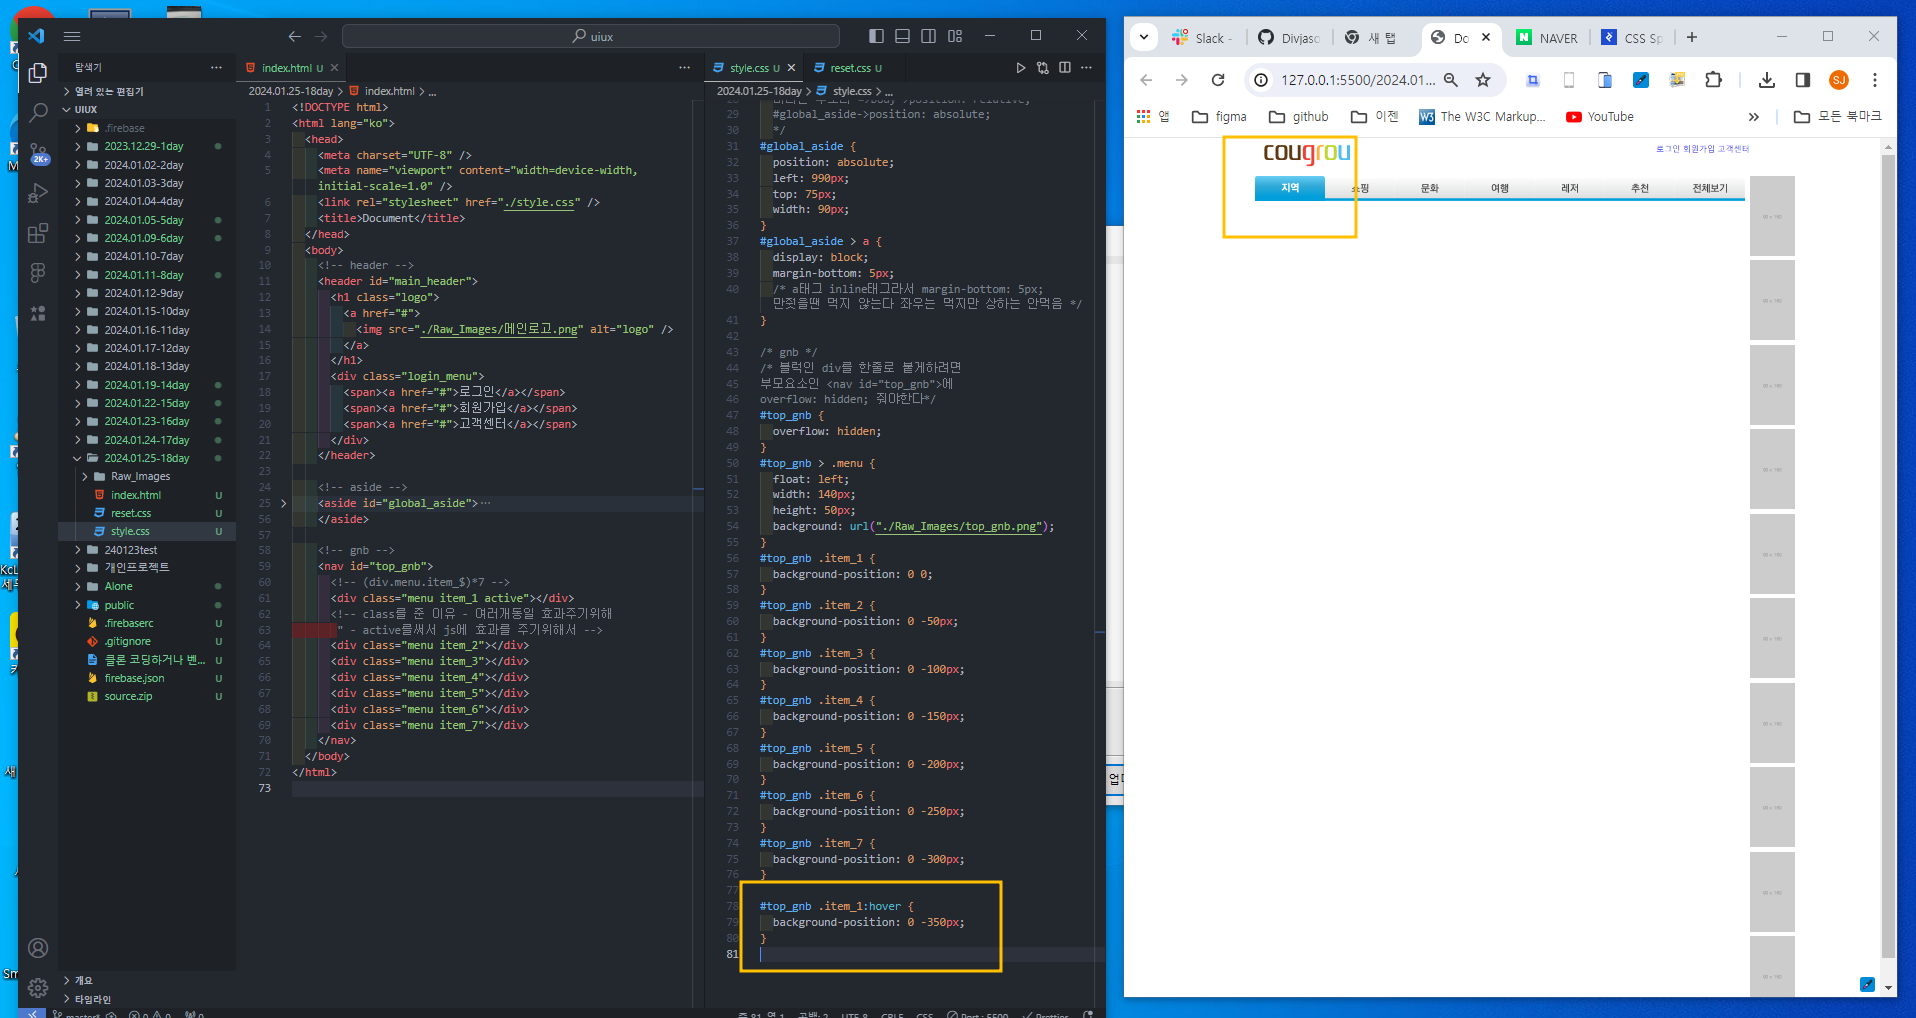 uiux
탐색기
열려 있는 편집기
UIUX
.firebase
2023.12.29-1day
2024.01.02-2day
2024.01.03-3day
2024.01.04-4day
2024.01.05-5day
2024.01.09-6day
2024.01.10-7day
2024.01.11-8day
2024.01.12-9day
2024.01.15-10day
2024.01.16-11day
2024.01.17-12day
2024.01.18-13day
2024.01.19-14day
2024.01.22-15day
2024.01.23-16day
2024.01.24-17day
2024.01.25-18day
Raw_Images
index.html U
reset.css U
style.css U
240123test
개인프로젝트
Alone
public
.firebaserc U
.gitignore U
클론 코딩하거나 벤... U
firebase.json U
source.zip U
개요
타임라인
2K+
index.html U
2024.01.25-18day > index.html > ...
1 <!DOCTYPE html>
2 <html lang="ko">
3 <head>
4 <meta charset="UTF-8" />
5 <meta name="viewport" content="width=device-width,
initial-scale=1.0" />
6 <link rel="stylesheet" href="./style.css" />
7 <title>Document</title>
8 </head>
9 <body>
10 <!-- header -->
11 <header id="main_header">
12 <h1 class="logo">
13 <a href="#">
14 <img src="./Raw_Images/메인로고.png" alt="logo" />
15 </a>
16 </h1>
17 <div class="login_menu">
18 <span><a href="#">로그인</a></span>
19 <span><a href="#">회원가입</a></span>
20 <span><a href="#">고객센터</a></span>
21 </div>
22 </header>
23
24 <!-- aside -->
25 <aside id="global_aside">…
56 </aside>
57
58 <!-- gnb -->
59 <nav id="top_gnb">
60 <!-- (div.menu.item_$)*7 -->
61 <div class="menu item_1 active"></div>
62 <!-- class를 준 이유 - 여러개동일 효과주기위해
63 " - active를써서 js에 효과를 주기위해서 -->
64 <div class="menu item_2"></div>
65 <div class="menu item_3"></div>
66 <div class="menu item_4"></div>
67 <div class="menu item_5"></div>
68 <div class="menu item_6"></div>
69 <div class="menu item_7"></div>
70 </nav>
71 </body>
72 </html>
73
style.css U
reset.css U
2024.01.25-18day > style.css > ...
29 #global_aside->position: absolute;
30 */
31 #global_aside {
32 position: absolute;
33 left: 990px;
34 top: 75px;
35 width: 90px;
36 }
37 #global_aside > a {
38 display: block;
39 margin-bottom: 5px;
40 /* a태그 inline태그라서 margin-bottom: 5px;
만줫을땐 먹지 않는다 좌우는 먹지만 상하는 안먹음 */
41 }
42
43 /* gnb */
44 /* 블럭인 div를 한줄로 붙게하려면
45 부모요소인 <nav id="top_gnb">에
46 overflow: hidden; 줘야한다*/
47 #top_gnb {
48 overflow: hidden;
49 }
50 #top_gnb > .menu {
51 float: left;
52 width: 140px;
53 height: 50px;
54 background: url("./Raw_Images/top_gnb.png");
55 }
56 #top_gnb .item_1 {
57 background-position: 0 0;
58 }
59 #top_gnb .item_2 {
60 background-position: 0 -50px;
61 }
62 #top_gnb .item_3 {
63 background-position: 0 -100px;
64 }
65 #top_gnb .item_4 {
66 background-position: 0 -150px;
67 }
68 #top_gnb .item_5 {
69 background-position: 0 -200px;
70 }
71 #top_gnb .item_6 {
72 background-position: 0 -250px;
73 }
74 #top_gnb .item_7 {
75 background-position: 0 -300px;
76 }
77
78 #top_gnb .item_1:hover {
79 background-position: 0 -350px;
80 }
81
Slack -
Divjaso
새 탭
Do
NAVER
CSS Sp
127.0.0.1:5500/2024.01...
SJ
앱
figma
github
이젠
The W3C Markup...
YouTube
모든 북마크
cougrou
로그인 회원가입 고객센터
지역 쇼핑 문화 여행 레저 추천 전체보기